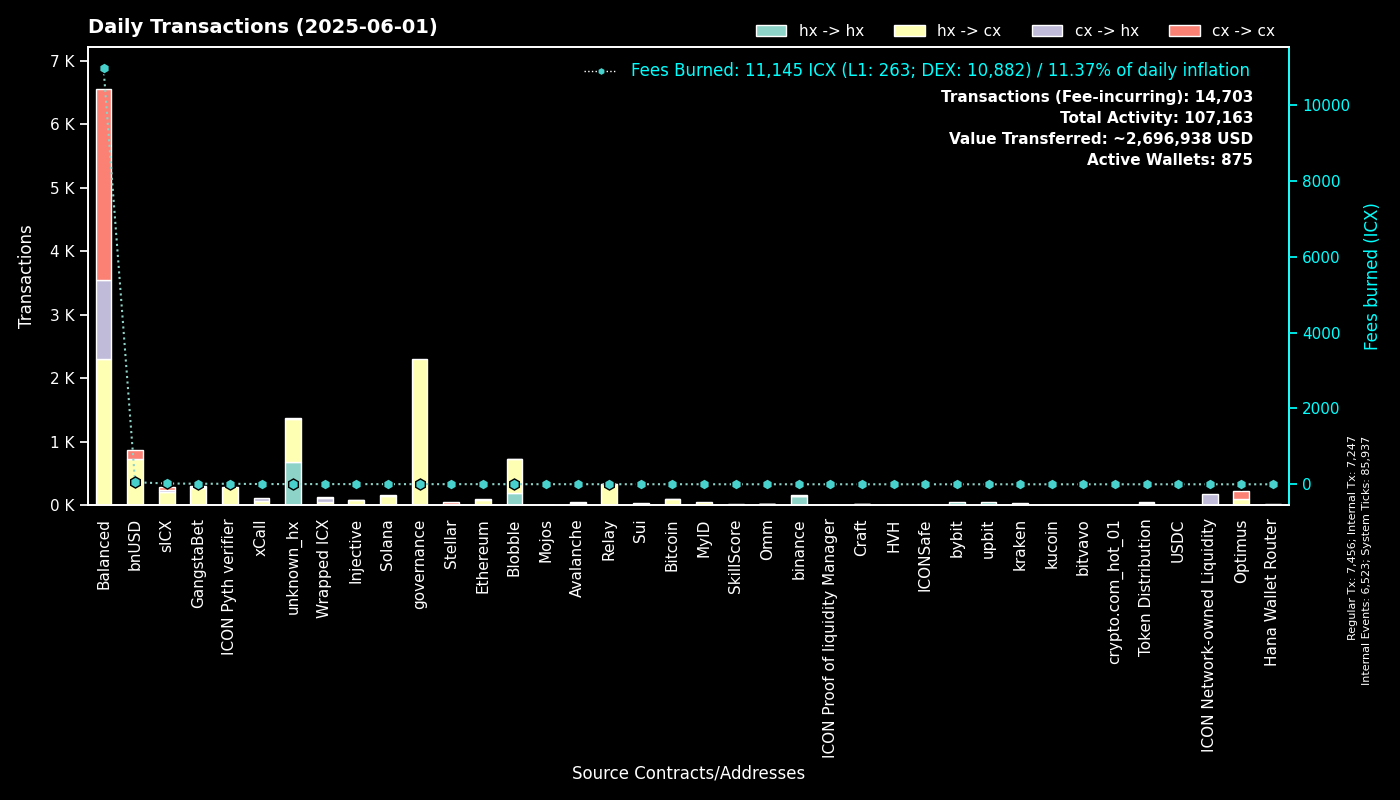 Daily Transactions (2025-06-01)
hx -> hx
hx -> cx
cx -> hx
cx -> cx
Fees Burned: 11,145 ICX (L1: 263; DEX: 10,882) / 11.37% of daily inflation
Transactions (Fee-incurring): 14,703
Total Activity: 107,163
Value Transferred: ~2,696,938 USD
Active Wallets: 875
Transactions
7 K
6 K
5 K
4 K
3 K
2 K
1 K
0 K
10000
8000
6000
4000
2000
0
Fees burned (ICX)
Regular Tx: 7,456; Internal Tx: 7,247
Internal Events: 6,523; System Ticks: 85,937
Balanced
bnUSD
sICX
GangstaBet
ICON Pyth verifier
xCall
unknown_hx
Wrapped ICX
Injective
Solana
governance
Stellar
Ethereum
Blobble
Mojos
Avalanche
Relay
Sui
Bitcoin
MyID
SkillScore
Omm
binance
ICON Proof of liquidity Manager
Craft
HVH
ICONSafe
bybit
upbit
kraken
kucoin
bitvavo
crypto.com_hot_01
Token Distribution
USDC
ICON Network-owned Liquidity
Optimus
Hana Wallet Router
Source Contracts/Addresses